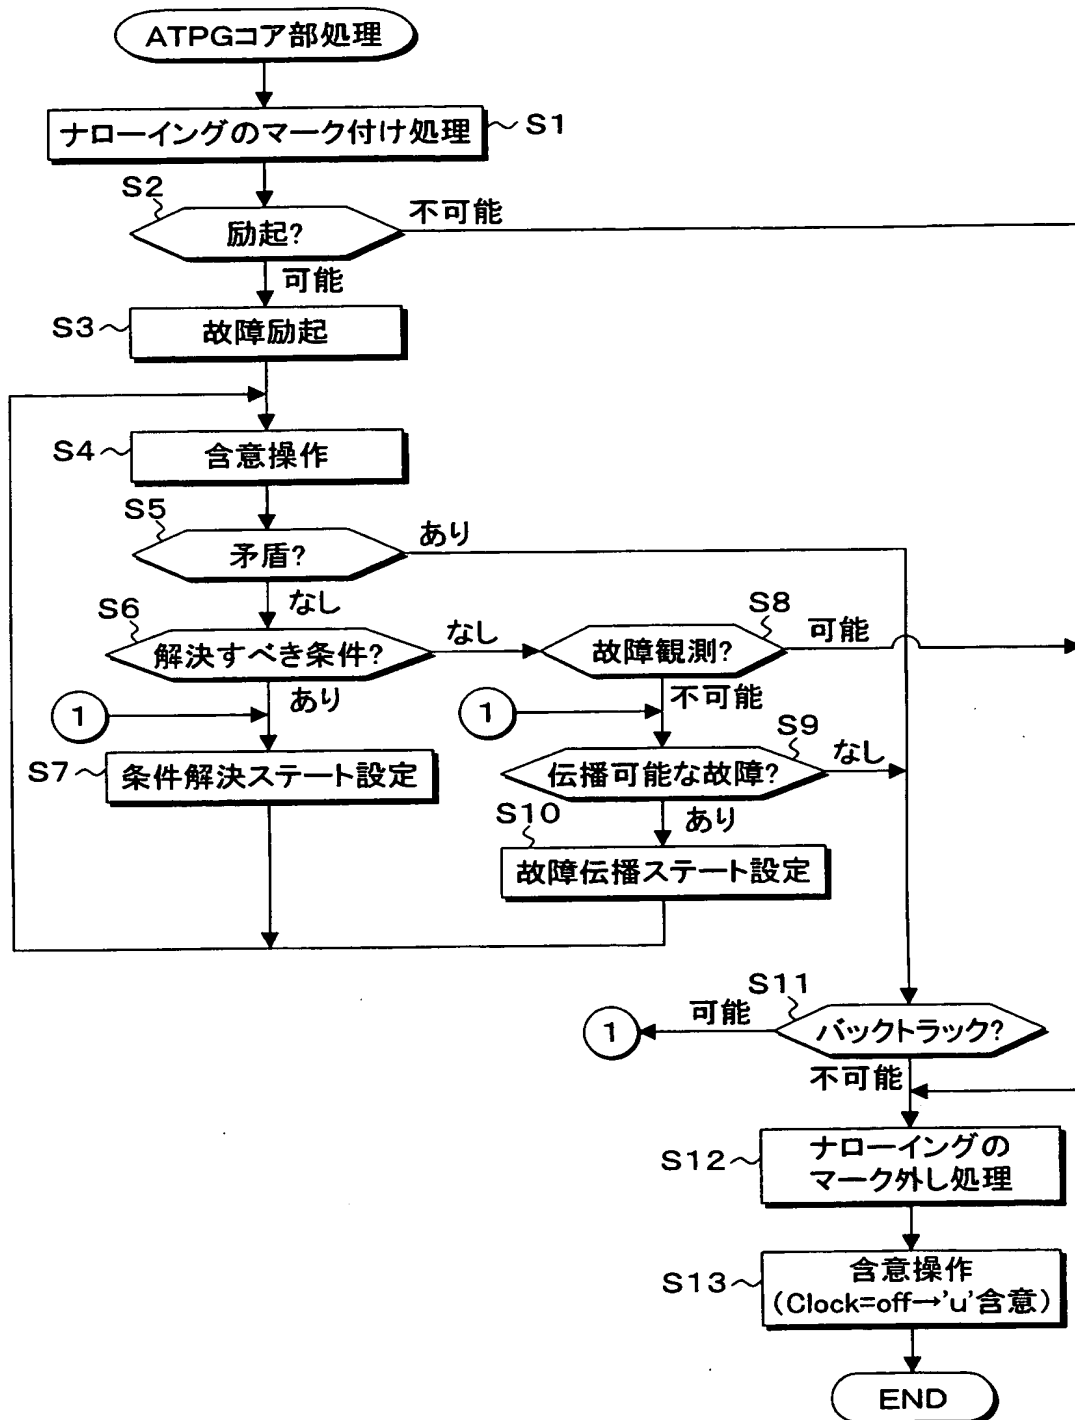 ATPGコア部処理
ナローイングのマーク付け処理
S1
S2
励起?
不可能
可能
S3
故障励起
S4
含意操作
S5
矛盾?
あり
なし
S6
解決すべき条件?
なし
S8
故障観測?
可能
あり
不可能
1
1
S7
条件解決ステート設定
S9
伝播可能な故障?
なし
あり
S10
故障伝播ステート設定
S11
バックトラック?
可能
1
不可能
S12
ナローイングの
マーク外し処理
S13
含意操作
(Clock=off→'u'含意)
END